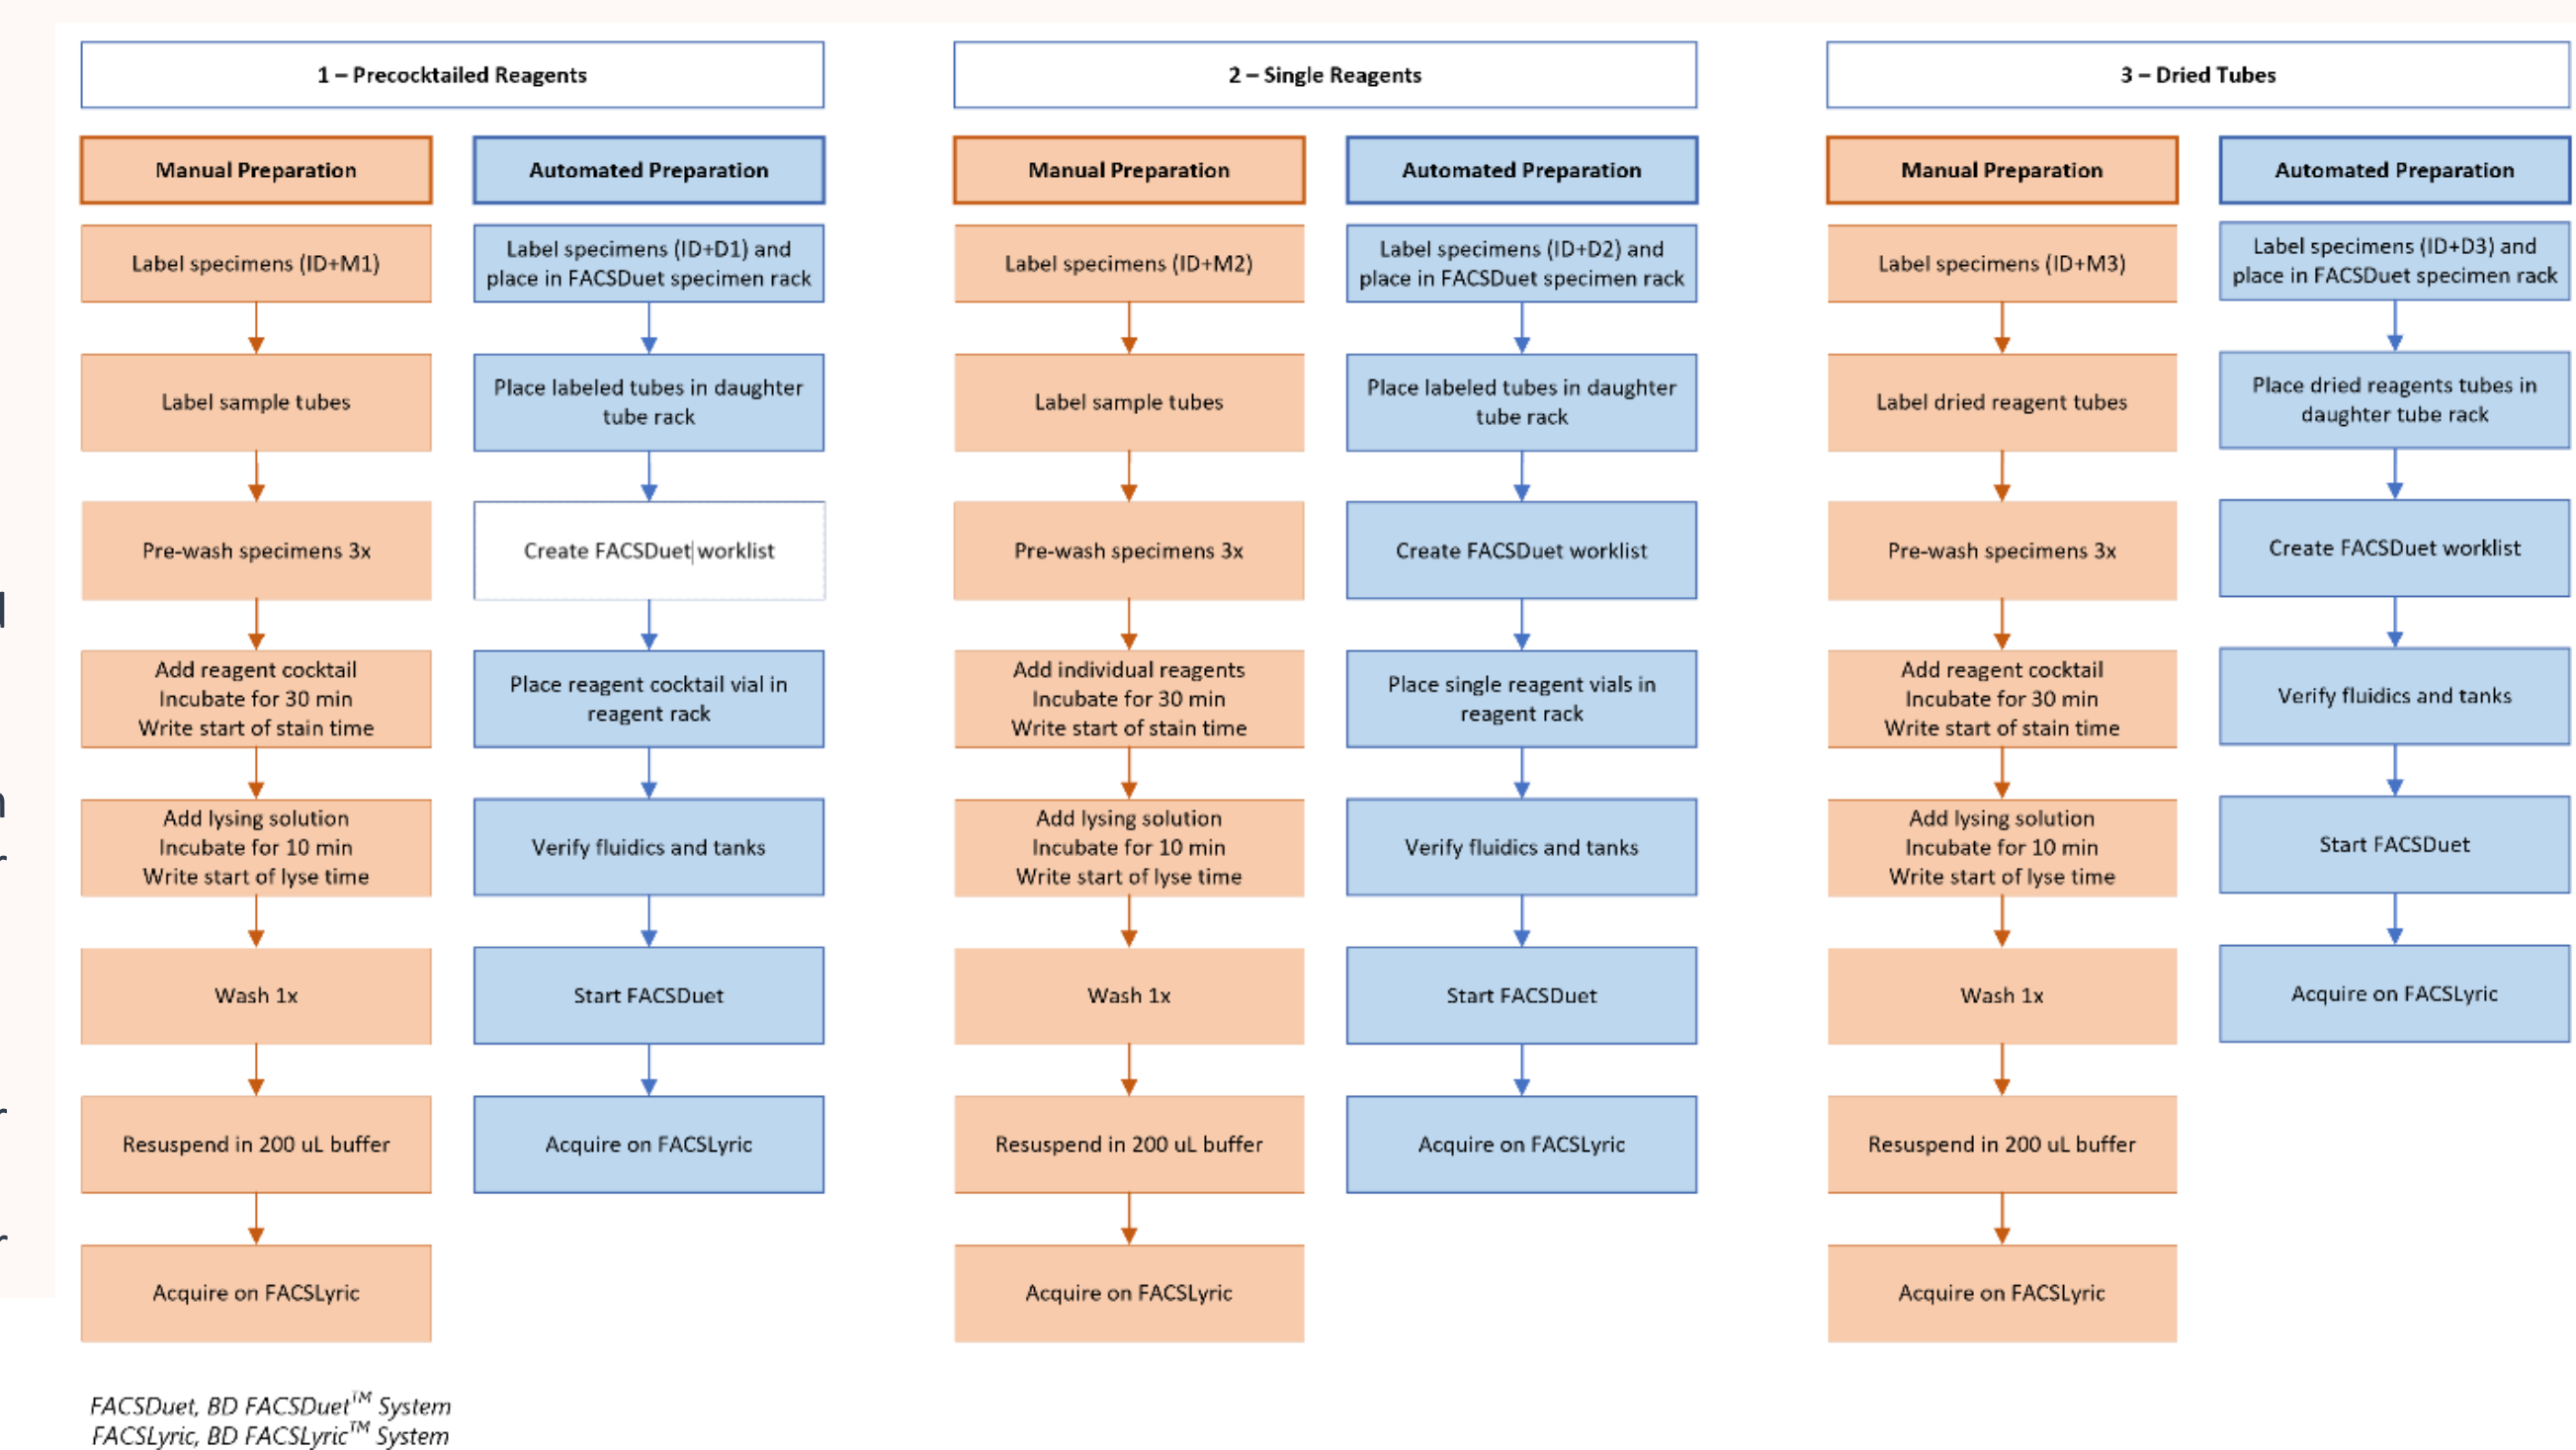 1 – Precocktailed Reagents
Manual Preparation
Label specimens (ID+M1)
Label sample tubes
Pre-wash specimens 3x
Add reagent cocktail
Incubate for 30 min
Write start of stain time
Add lysing solution
Incubate for 10 min
Write start of lyse time
Wash 1x
Resuspend in 200 uL buffer
Acquire on FACSLyric
Automated Preparation
Label specimens (ID+D1) and
place in FACSDuet specimen rack
Place labeled tubes in daughter
tube rack
Create FACSDuet worklist
Place reagent cocktail vial in
reagent rack
Verify fluidics and tanks
Start FACSDuet
Acquire on FACSLyric
2 – Single Reagents
Manual Preparation
Label specimens (ID+M2)
Label sample tubes
Pre-wash specimens 3x
Add individual reagents
Incubate for 30 min
Write start of stain time
Add lysing solution
Incubate for 10 min
Write start of lyse time
Wash 1x
Resuspend in 200 uL buffer
Acquire on FACSLyric
Automated Preparation
Label specimens (ID+D2) and
place in FACSDuet specimen rack
Place labeled tubes in daughter
tube rack
Create FACSDuet worklist
Place single reagent vials in
reagent rack
Verify fluidics and tanks
Start FACSDuet
Acquire on FACSLyric
3 – Dried Tubes
Manual Preparation
Label specimens (ID+M3)
Label dried reagent tubes
Pre-wash specimens 3x
Add reagent cocktail
Incubate for 30 min
Write start of stain time
Add lysing solution
Incubate for 10 min
Write start of lyse time
Wash 1x
Resuspend in 200 uL buffer
Acquire on FACSLyric
Automated Preparation
Label specimens (ID+D3) and
place in FACSDuet specimen rack
Place dried reagents tubes in
daughter tube rack
Create FACSDuet worklist
Verify fluidics and tanks
Start FACSDuet
Acquire on FACSLyric
FACSDuet, BD FACSDuet™ System
FACSLyric, BD FACSLyric™ System